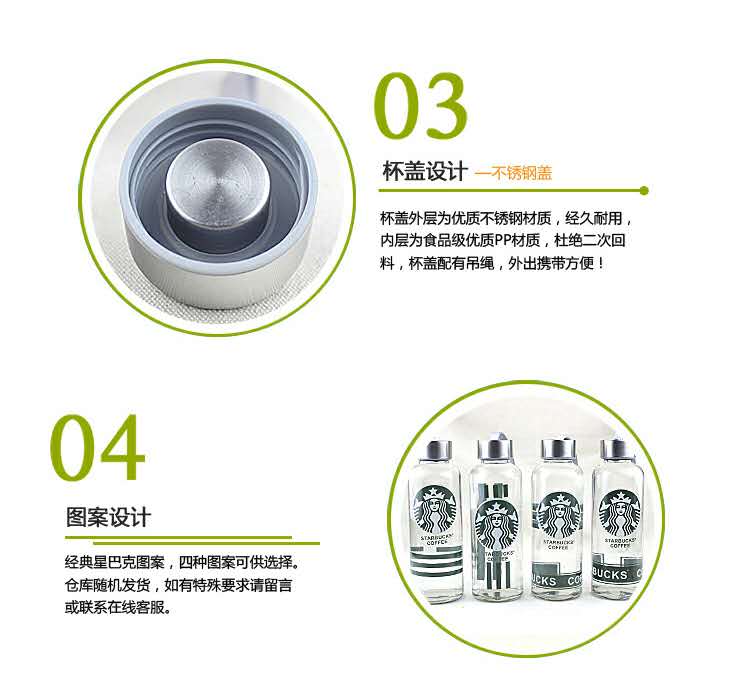 03
杯盖设计 —不锈钢盖
杯盖外层为优质不锈钢材质，经久耐用，
内层为食品级优质PP材质，杜绝二次回
料，杯盖配有吊绳，外出携带方便！
04
图案设计
经典星巴克图案，四种图案可供选择。
仓库随机发货，如有特殊要求请留言
或联系在线客服。
STARBUCKS
COFFEE
STARBUCKS
COFFEE
STARBUCKS
COFFEE
STARBUCKS
COFFEE
UCKS CO
BUCKS